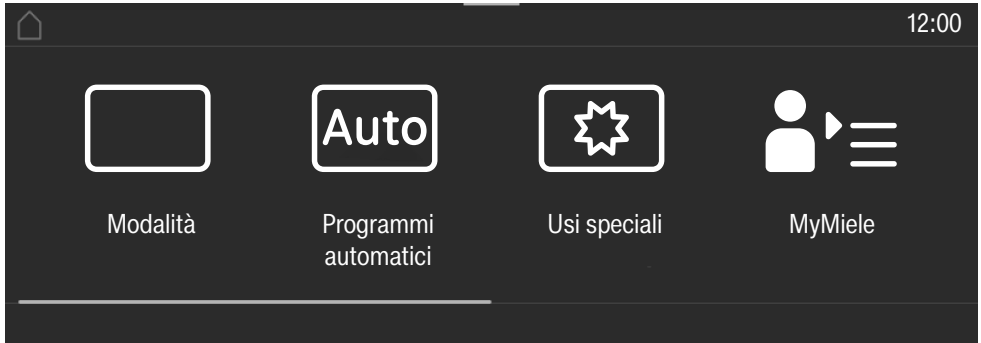 12:00
Auto
Modalità
Programmi
automatici
Usi speciali
MyMiele